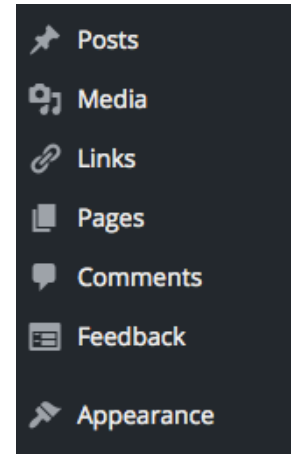 Posts
Media
Links
Pages
Comments
Feedback
Appearance